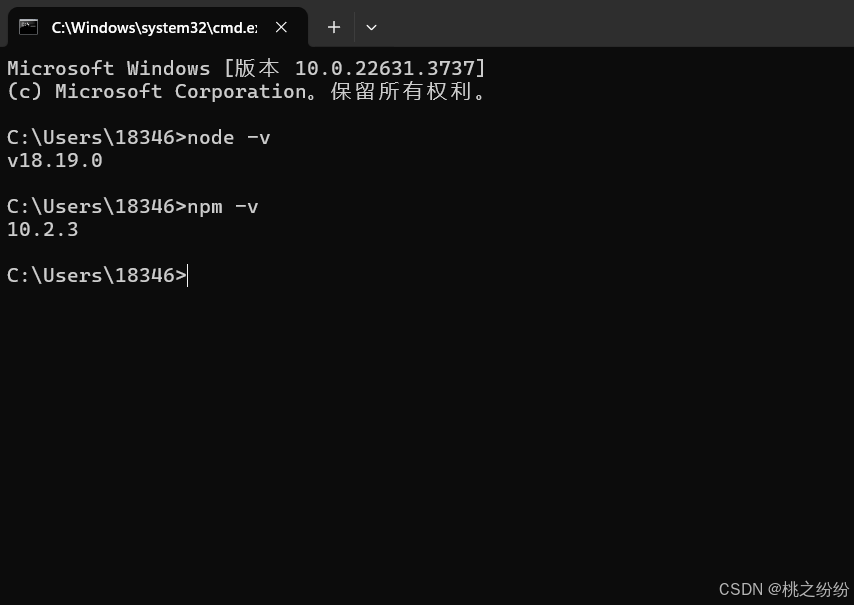 C:\Windows\system32\cmd.e
Microsoft Windows [版本 10.0.22631.3737]
(c) Microsoft Corporation。保留所有权利。
C:\Users\18346>node -v
v18.19.0
C:\Users\18346>npm -v
10.2.3
C:\Users\18346>
CSDN @桃之纷纷